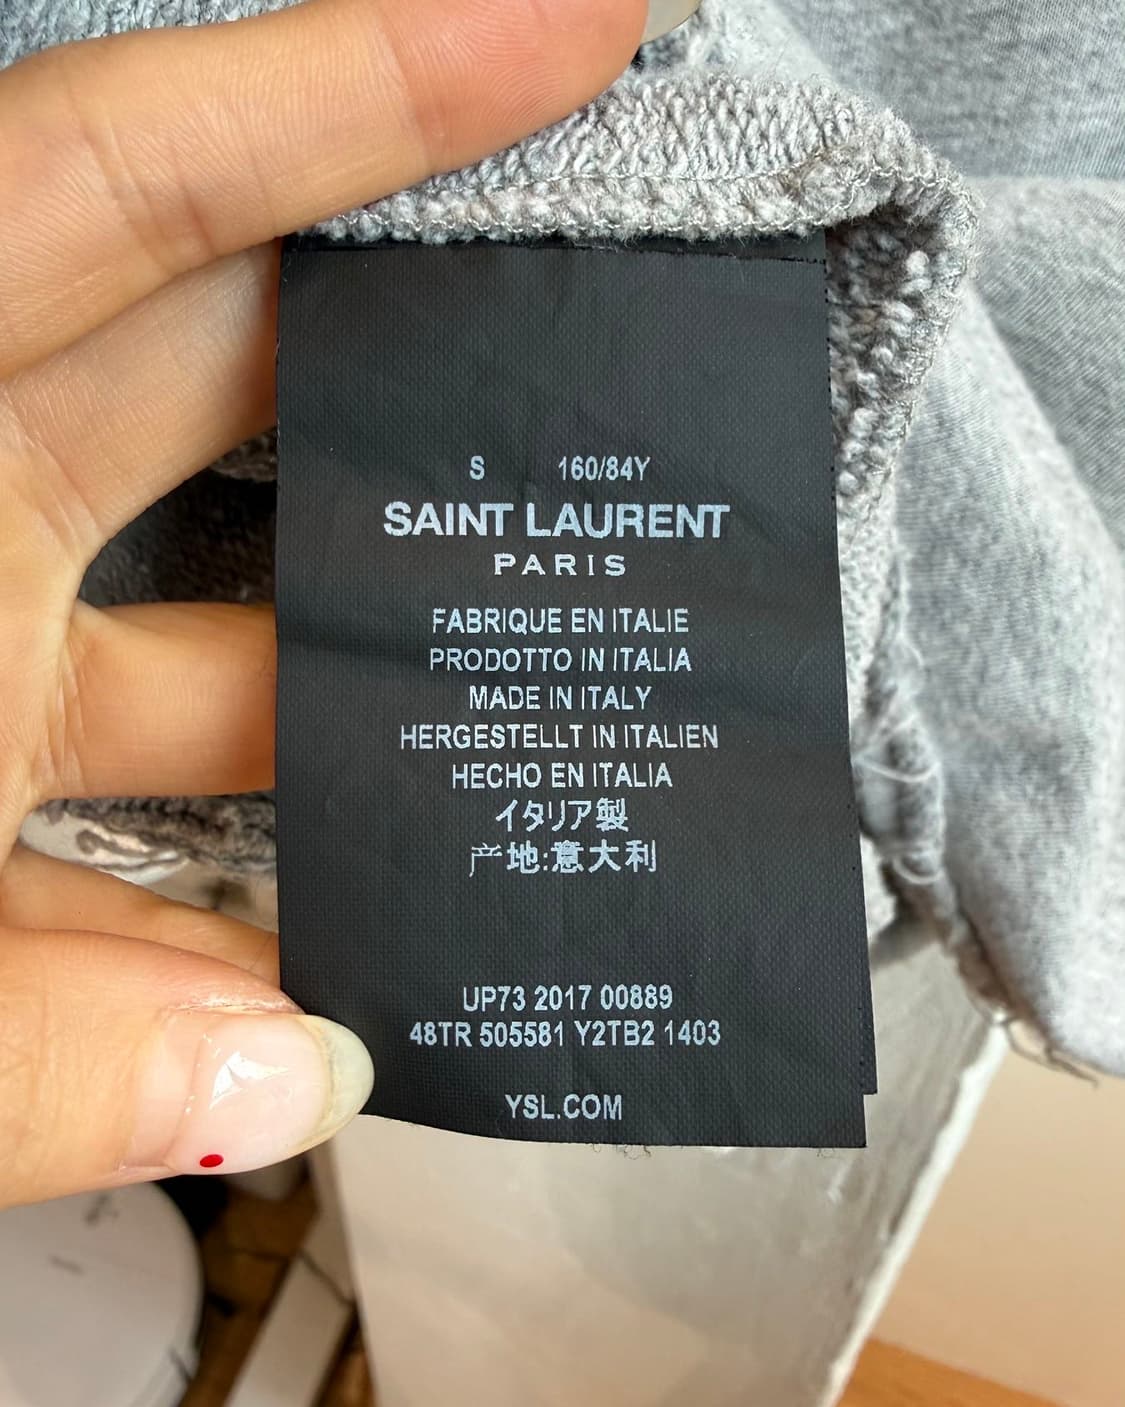 S 160/84Y
SAINT LAURENT
PARIS
FABRIQUE EN ITALIE
PRODOTTO IN ITALIA
MADE IN ITALY
HERGESTELLT IN ITALIEN
HECHO EN ITALIA
イタリア製
产地:意大利
UP73 2017 00889
48TR 505581 Y2TB2 1403
YSL.COM